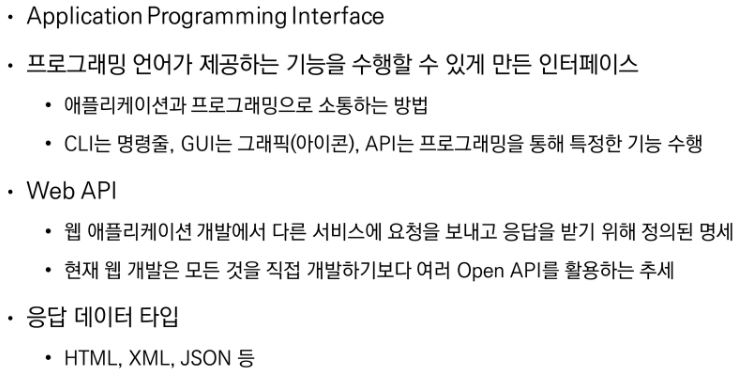 • Application Programming Interface
• 프로그래밍 언어가 제공하는 기능을 수행할 수 있게 만든 인터페이스
• 애플리케이션과 프로그래밍으로 소통하는 방법
• CLI는 명령줄, GUI는 그래픽(아이콘), API는 프로그래밍을 통해 특정한 기능 수행
• Web API
• 웹 애플리케이션 개발에서 다른 서비스에 요청을 보내고 응답을 받기 위해 정의된 명세
• 현재 웹 개발은 모든 것을 직접 개발하기보다 여러 Open API를 활용하는 추세
• 응답 데이터 타입
• HTML, XML, JSON 등